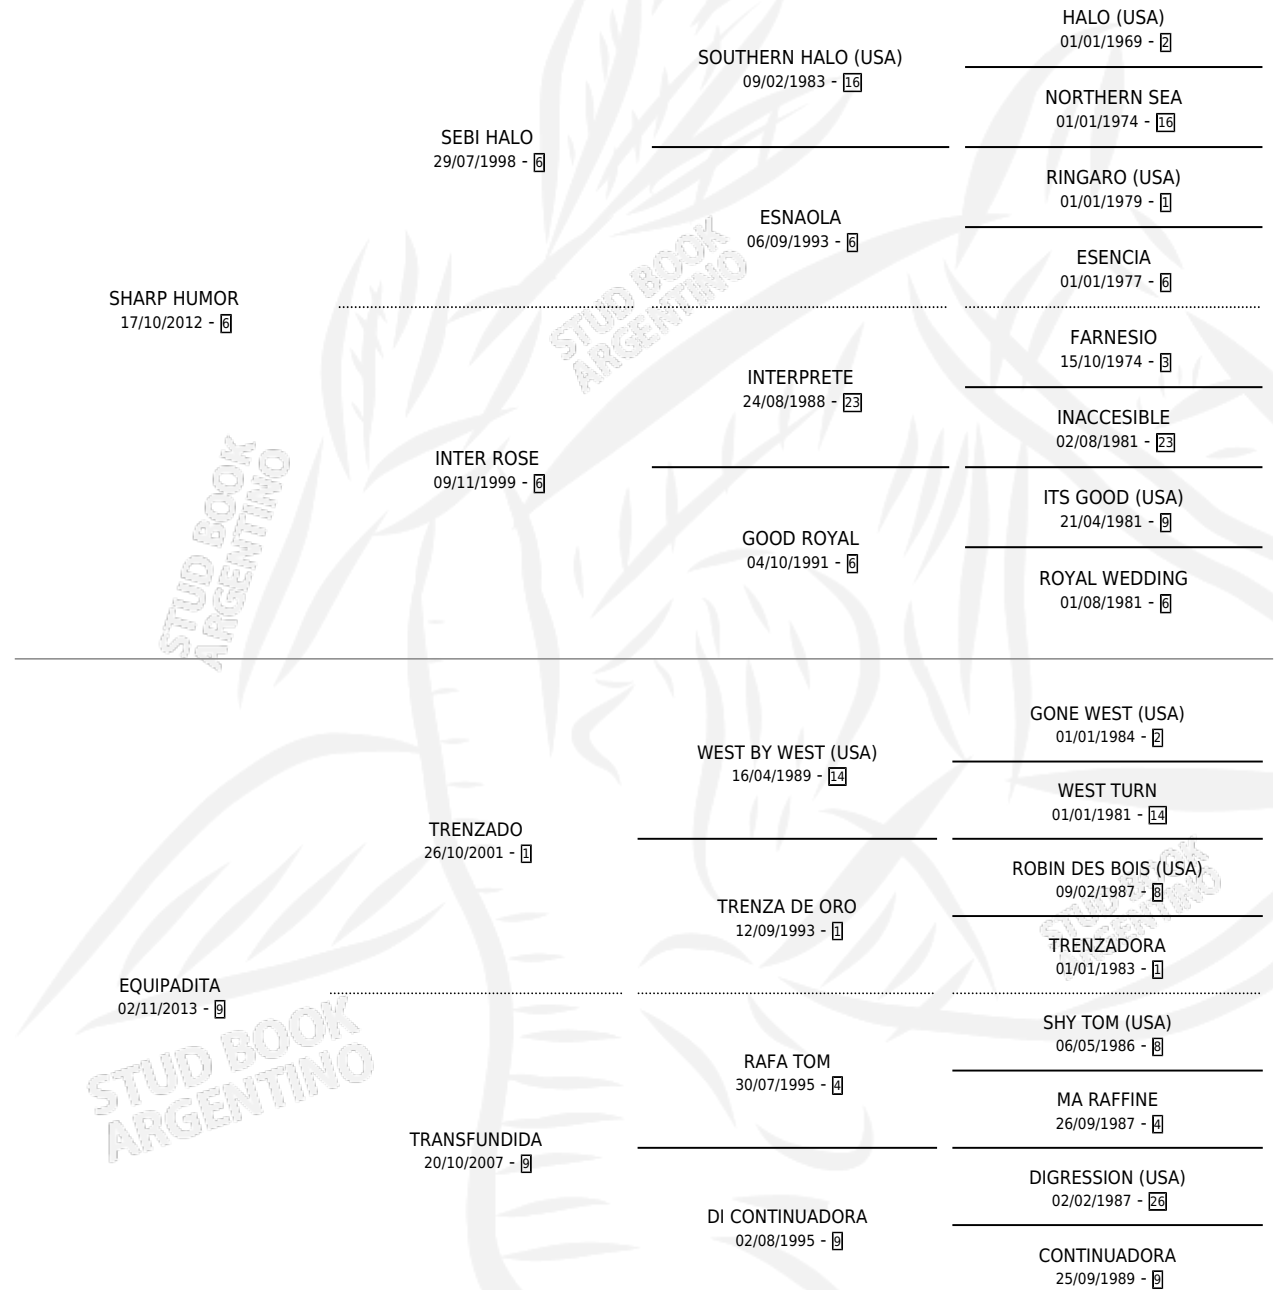 HALO (USA)
01/01/1969 - 2
SOUTHERN HALO (USA)
09/02/1983 - 16
NORTHERN SEA
01/01/1974 - 16
SEBI HALO
29/07/1998 - 6
RINGARO (USA)
01/01/1979 - 1
ESNAOLA
06/09/1993 - 6
ESENCIA
01/01/1977 - 6
SHARP HUMOR
17/10/2012 - 6
STUD BOOK
ARGENTINO
FARNESIO
15/10/1974 - 3
INTERPRETE
24/08/1988 - 23
INACCESIBLE
02/08/1981 - 23
INTER ROSE
09/11/1999 - 6
ITS GOOD (USA)
21/04/1981 - 9
GOOD ROYAL
04/10/1991 - 6
ROYAL WEDDING
01/08/1981 - 6
STUD BOOK
ARGENTINO
GONE WEST (USA)
01/01/1984 - 2
WEST BY WEST (USA)
16/04/1989 - 14
WEST TURN
01/01/1981 - 14
TRENZADO
26/10/2001 - 1
ROBIN DES BOIS (USA)
09/02/1987 - 8
TRENZA DE ORO
12/09/1993 - 1
TRENZADORA
01/01/1983 - 1
STUD BOOK
ARGENTINO
EQUIPADITA
02/11/2013 - 9
STUD BOOK
ARGENTINO
SHY TOM (USA)
06/05/1986 - 8
RAFA TOM
30/07/1995 - 4
MA RAFFINE
26/09/1987 - 4
TRANSFUNDIDA
20/10/2007 - 9
DIGRESSION (USA)
02/02/1987 - 26
DI CONTINUADORA
02/08/1995 - 9
CONTINUADORA
25/09/1989 - 9